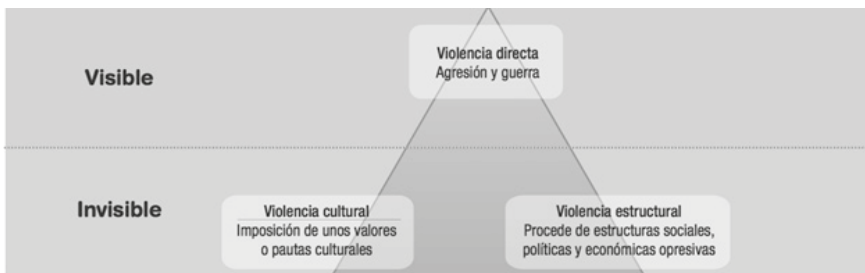 Visible
Violencia directa
Agresión y guerra
Invisible
Violencia cultural
Imposición de unos valores
o pautas culturales
Violencia estructural
Procede de estructuras sociales,
políticas y económicas opresivas